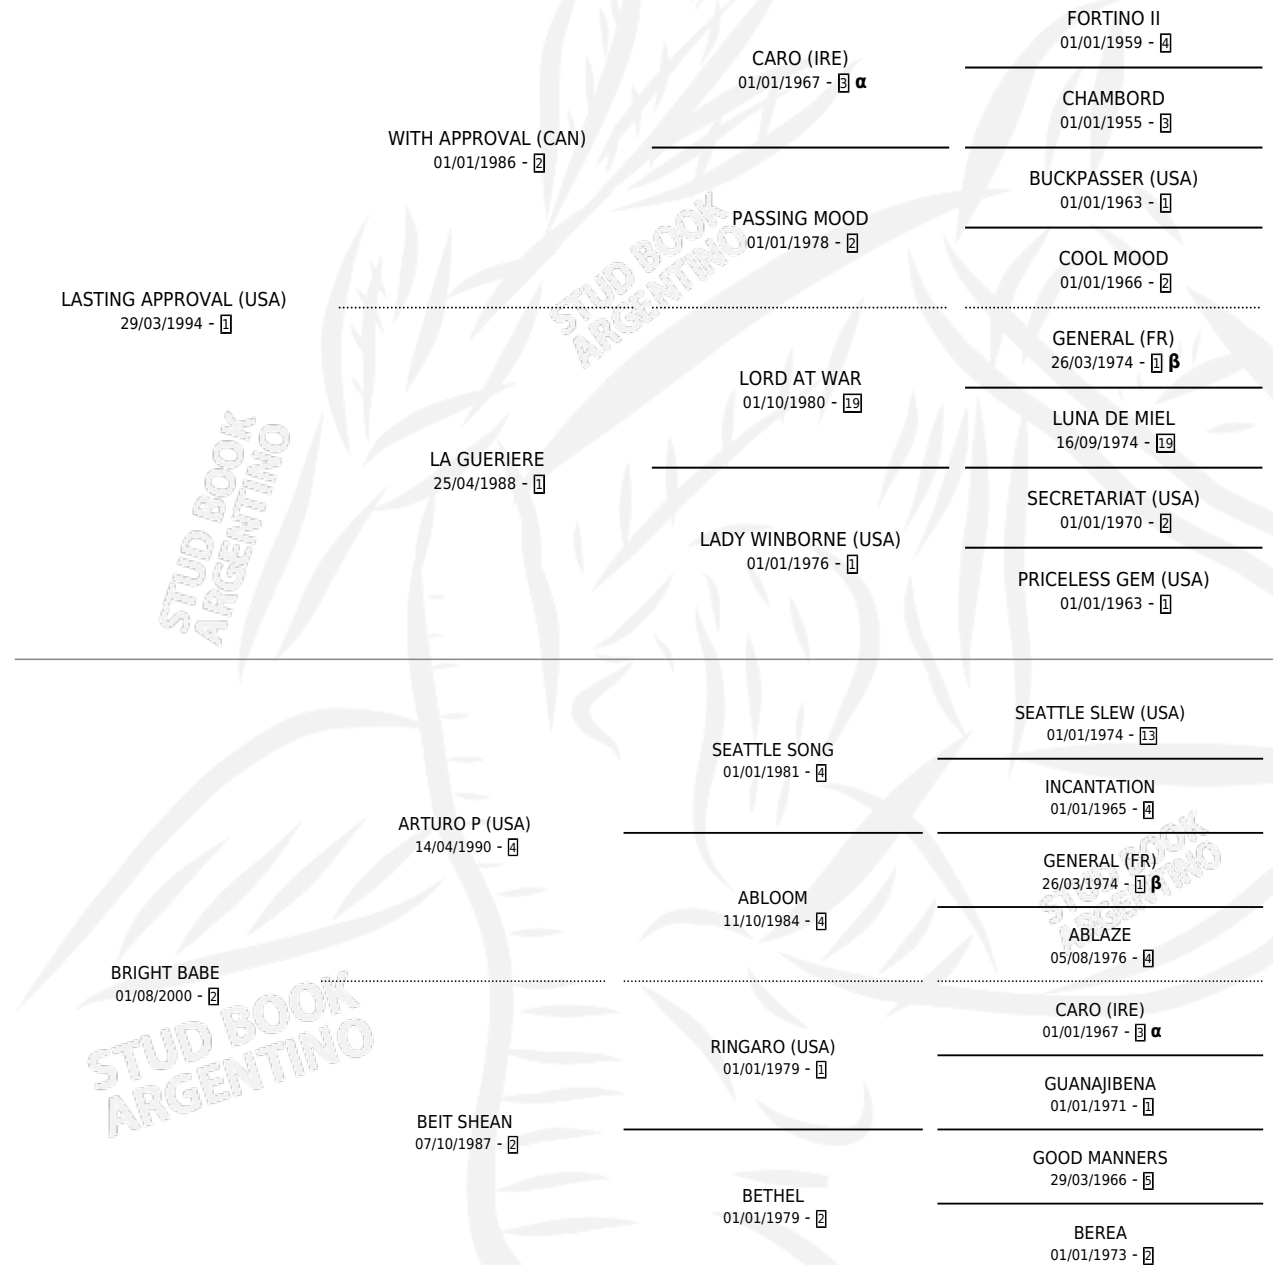 FORTINO II
01/01/1959 - 4
CARO (IRE)
01/01/1967 - 3 α
CHAMBORD
01/01/1955 - 3
WITH APPROVAL (CAN)
01/01/1986 - 2
BUCKPASSER (USA)
01/01/1963 - 1
PASSING MOOD
01/01/1978 - 2
COOL MOOD
01/01/1966 - 2
LASTING APPROVAL (USA)
29/03/1994 - 1
GENERAL (FR)
26/03/1974 - 1 β
LORD AT WAR
01/10/1980 - 19
LUNA DE MIEL
16/09/1974 - 19
LA GUERIERE
25/04/1988 - 1
SECRETARIAT (USA)
01/01/1970 - 2
LADY WINBORNE (USA)
01/01/1976 - 1
PRICELESS GEM (USA)
01/01/1963 - 1
SEATTLE SLEW (USA)
01/01/1974 - 13
SEATTLE SONG
01/01/1981 - 4
INCANTATION
01/01/1965 - 4
ARTURO P (USA)
14/04/1990 - 4
GENERAL (FR)
26/03/1974 - 1 β
ABLOOM
11/10/1984 - 4
ABLAZE
05/08/1976 - 4
BRIGHT BABE
01/08/2000 - 2
CARO (IRE)
01/01/1967 - 3 α
RINGARO (USA)
01/01/1979 - 1
GUANAJIBENA
01/01/1971 - 1
BEIT SHEAN
07/10/1987 - 2
GOOD MANNERS
29/03/1966 - 5
BETHEL
01/01/1979 - 2
BEREA
01/01/1973 - 2
STUD BOOK
ARGENTINO
STUD BOOK
ARGENTINO
STUD BOOK
ARGENTINO
STUD BOOK
ARGENTINO